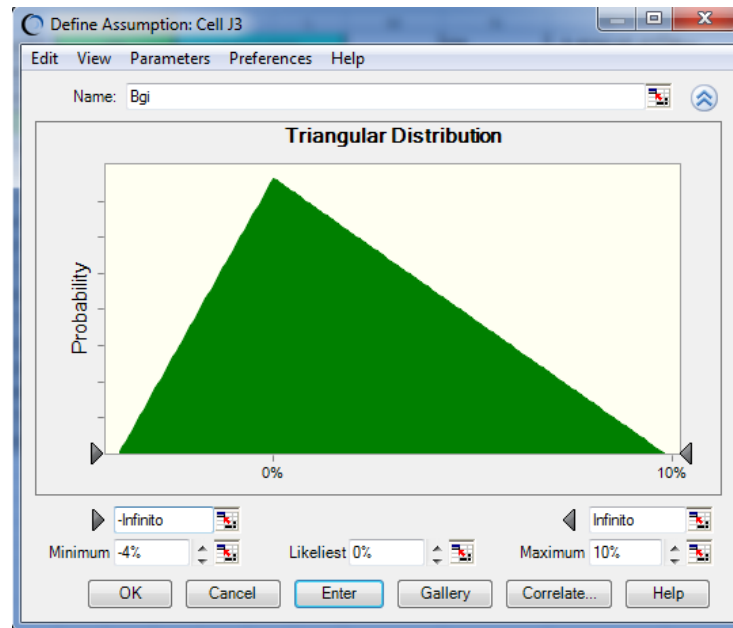 Define Assumption: Cell J3
Edit View Parameters Preferences Help
Name: Bgi
Triangular Distribution
Probability
0% 10%
-Infinito Infinito
Minimum -4% Likeliest 0% Maximum 10%
OK Cancel Enter Gallery Correlate... Help